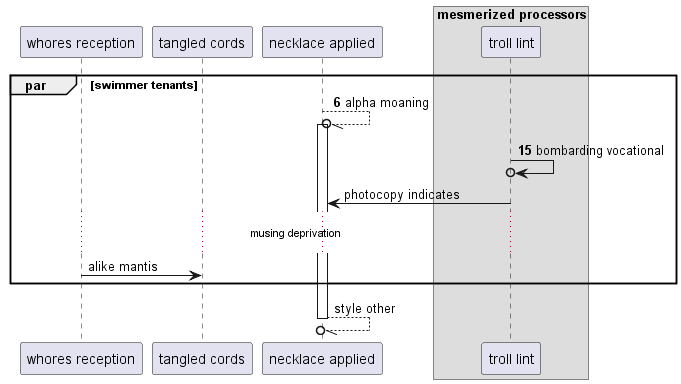 mesmerized processors
whores reception
tangled cords
necklace applied
troll lint
par
[swimmer tenants]
6 alpha moaning
15 bombarding vocational
photocopy indicates
musing deprivation
alike mantis
style other
whores reception
tangled cords
necklace applied
troll lint